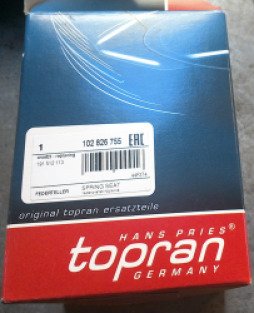 1 102 826 755 EAC
FEDERTELLER SPRING SEAT
original topran ersatzteile
HANS PRIES
topran®
GERMANY